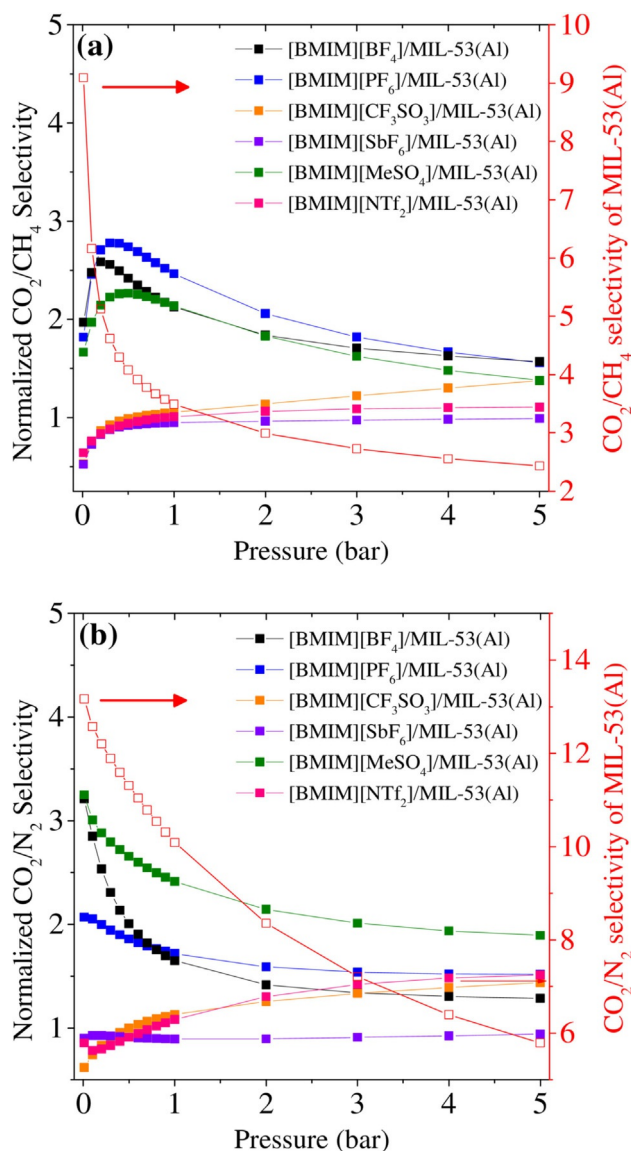 (a)
[BMIM][BF₄]/MIL-53(Al)
[BMIM][PF₆]/MIL-53(Al)
[BMIM][CF₃SO₃]/MIL-53(Al)
[BMIM][SbF₆]/MIL-53(Al)
[BMIM][MeSO₄]/MIL-53(Al)
[BMIM][NTf₂]/MIL-53(Al)
Normalized CO₂/CH₄ Selectivity
5
4
3
2
1
CO₂/CH₄ selectivity of MIL-53(Al)
10
9
8
7
6
5
4
3
2
0 1 2 3 4 5
Pressure (bar)
(b)
[BMIM][BF₄]/MIL-53(Al)
[BMIM][PF₆]/MIL-53(Al)
[BMIM][CF₃SO₃]/MIL-53(Al)
[BMIM][SbF₆]/MIL-53(Al)
[BMIM][MeSO₄]/MIL-53(Al)
[BMIM][NTf₂]/MIL-53(Al)
Normalized CO₂/N₂ Selectivity
5
4
3
2
1
CO₂/N₂ selectivity of MIL-53(Al)
14
12
10
8
6
0 1 2 3 4 5
Pressure (bar)